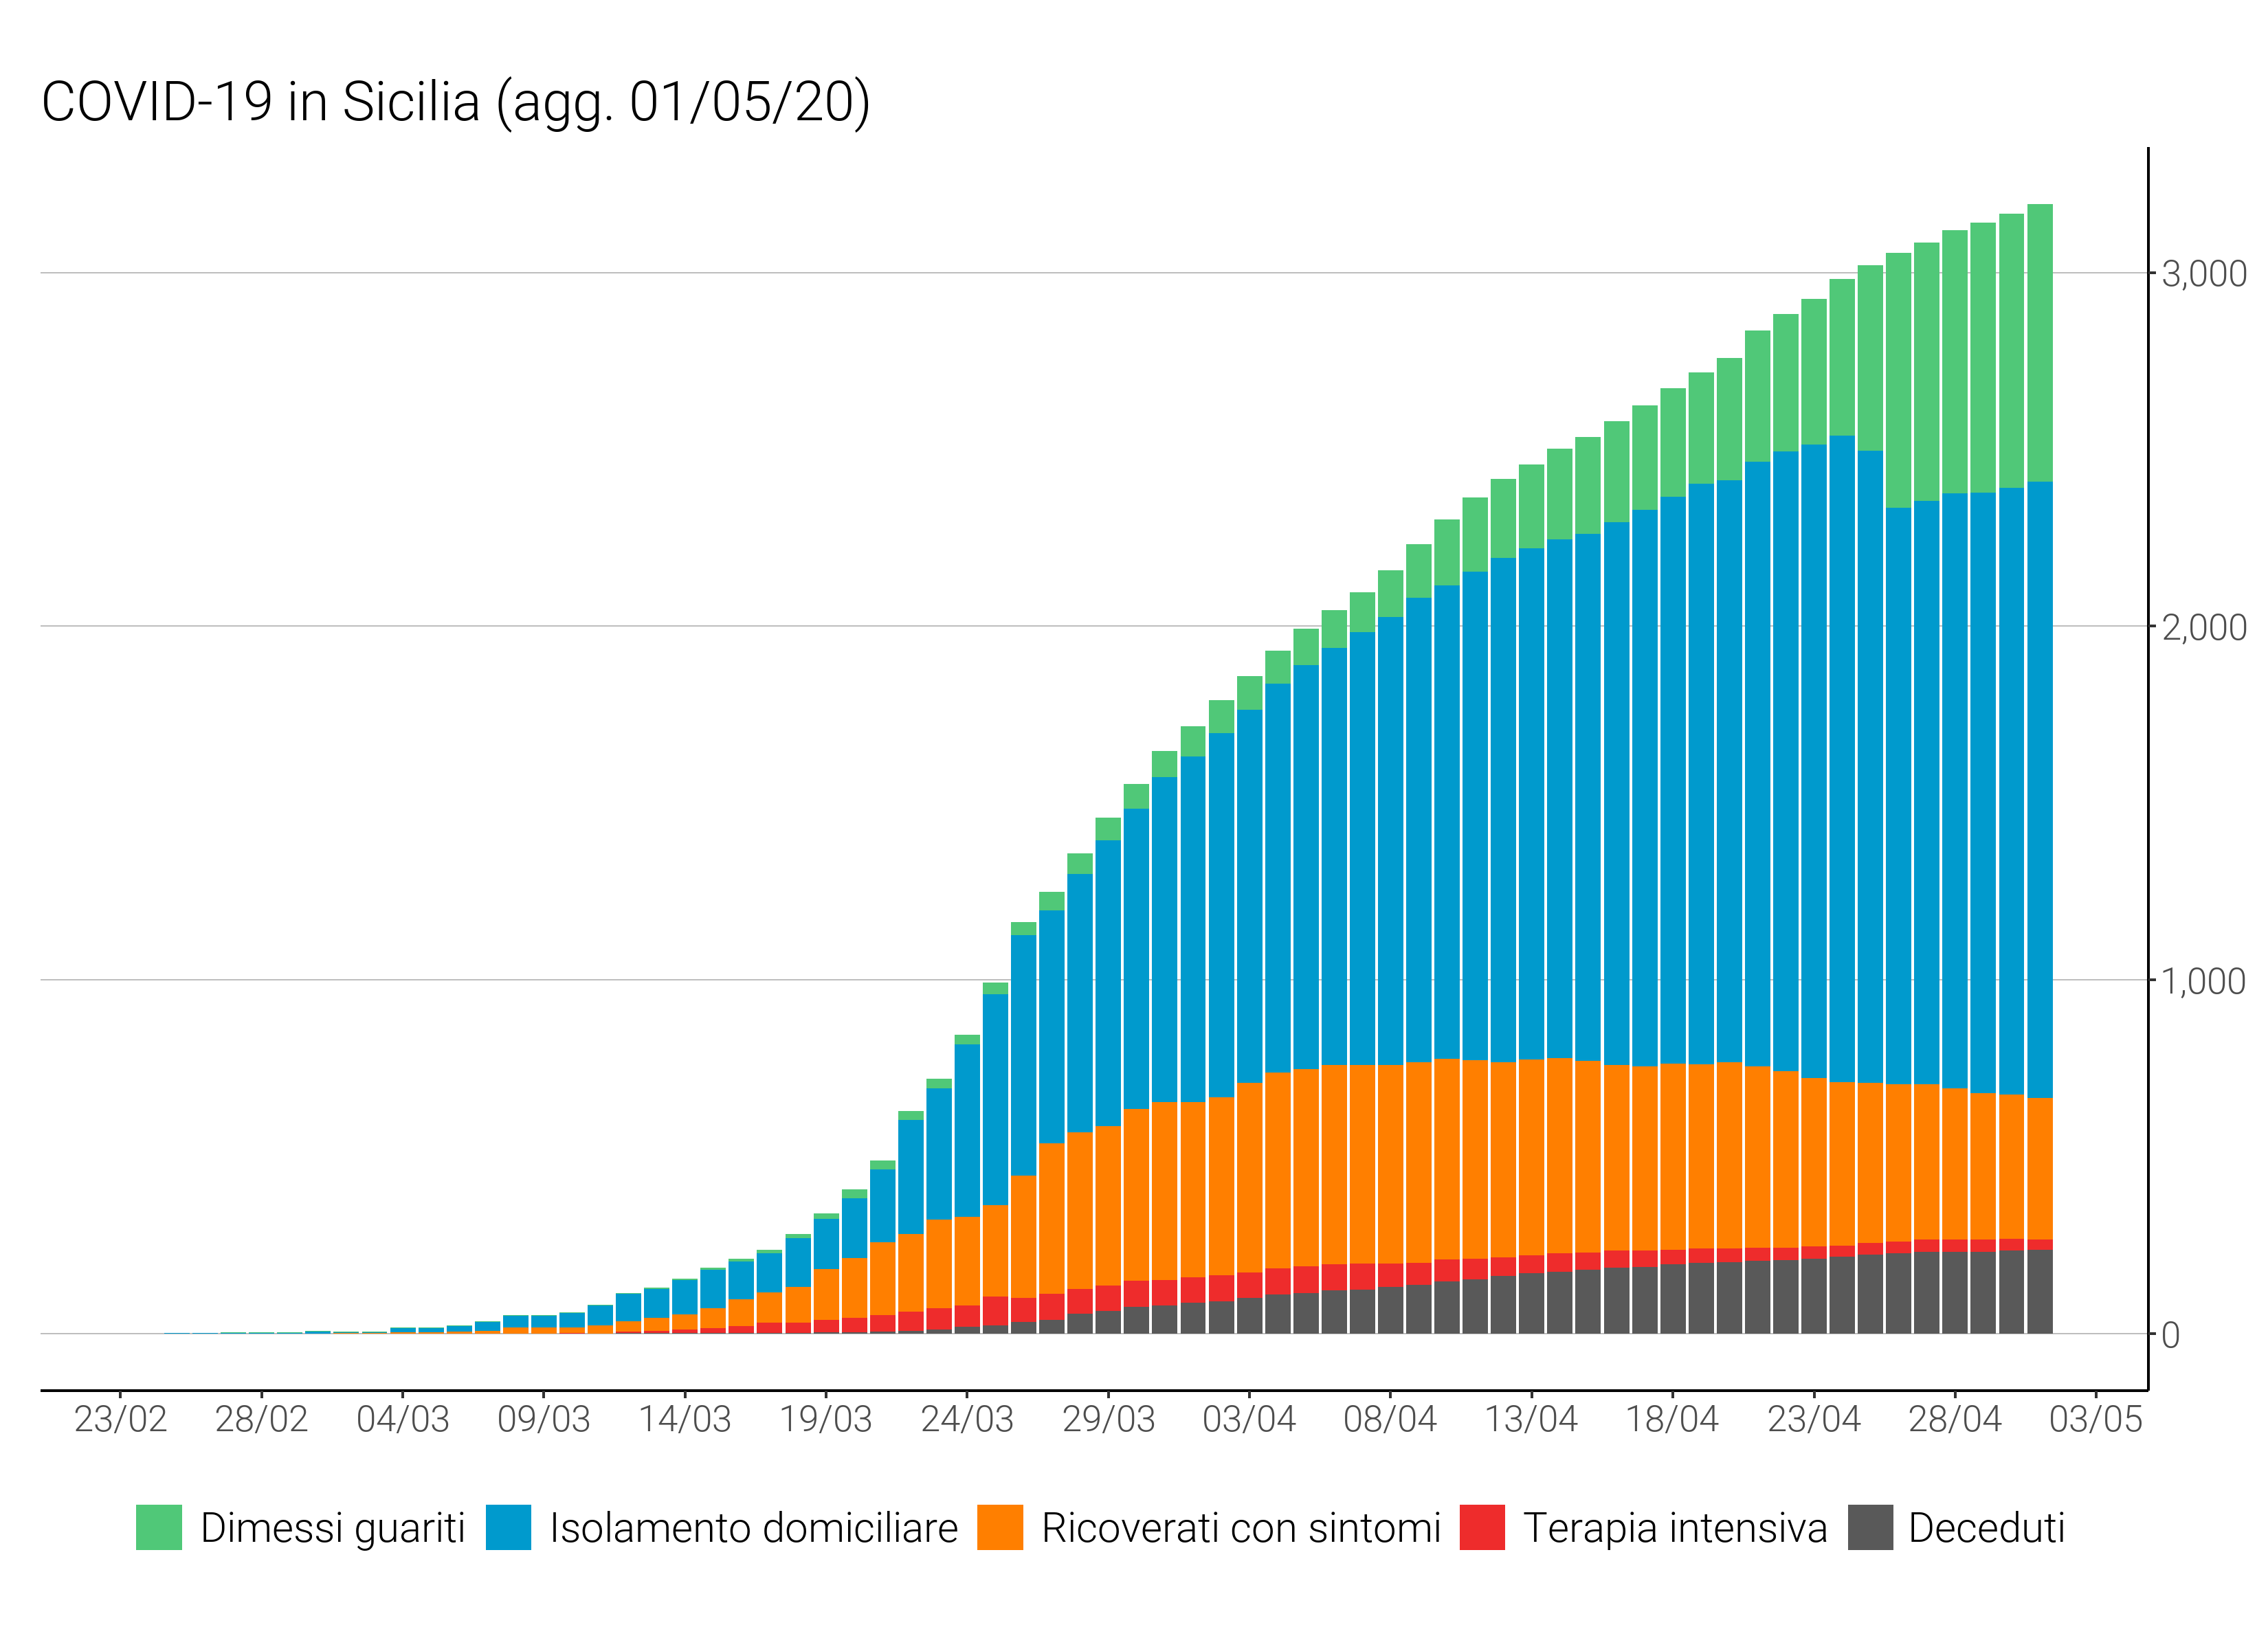 COVID-19 in Sicilia (agg. 01/05/20)
3,000
2,000
1,000
0
23/02 28/02 04/03 09/03 14/03 19/03 24/03 29/03 03/04 08/04 13/04 18/04 23/04 28/04 03/05
Dimessi guariti Isolamento domiciliare Ricoverati con sintomi Terapia intensiva Deceduti